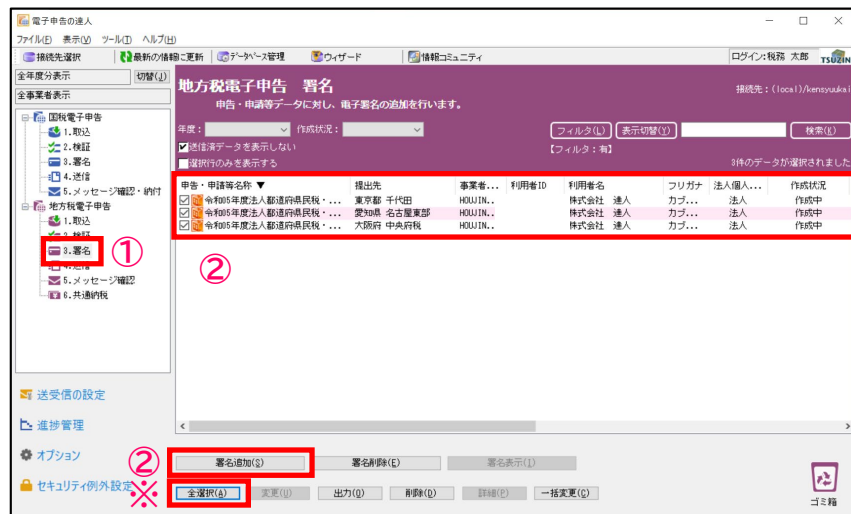 電子申告の達人
ファイル(F) 表示(V) ツール(T) ヘルプ(H)
接続先選択 最新の情報に更新 データベース管理 ウィザード 情報コミュニティ ログイン:税務 太郎 TSUZIN
全年度分表示 切替(J)
全事業者表示
国税電子申告
1.取込
2.検証
3.署名
4.送信
5.メッセージ確認・納付
地方税電子申告
1.取込
2.検証
3.署名
①
4.送信
5.メッセージ確認
6.共通納税
送受信の設定
進捗管理
オプション
セキュリティ例外設定
地方税電子申告 署名
接続先:(local)/kensyuukai
申告・申請等データに対し、電子署名の追加を行います。
年度: 作成状況: フィルタ(L) 表示切替(Y) 検索(K)
送信済データを表示しない 【フィルタ:有】
選択行のみを表示する 3件のデータが選択されました
申告・申請等名称 ▼ 提出先 事業者... 利用者ID 利用者名 フリガナ 法人個人... 作成状況
令和05年度法人都道府県民税・... 東京都 千代田 HOUJIN.. 株式会社 達人 カブ... 法人 作成中
令和05年度法人都道府県民税・... 愛知県 名古屋東部 HOUJIN.. 株式会社 達人 カブ... 法人 作成中
令和05年度法人都道府県民税・... 大阪府 中央府税 HOUJIN.. 株式会社 達人 カブ... 法人 作成中
②
② 署名追加(S) 署名削除(E) 署名表示(I)
※ 全選択(A) 変更(U) 出力(O) 削除(D) 詳細(P) 一括変更(C)
ゴミ箱